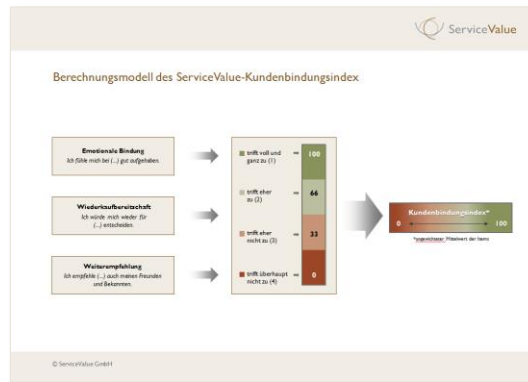 ServiceValue
Berechnungsmodell des ServiceValue-Kundenbindungsindex
Emotionale Bindung
Ich fühle mich bei (...) gut aufgehoben.
Wiederkaufbereitschaft
Ich würde mich wieder für
(...) entscheiden.
Weiterempfehlung
Ich empfehle (...) auch meinen Freunden
und Bekannten.
trifft voll und
ganz zu (1)
=
100
trifft eher
zu (2)
=
66
trifft eher
nicht zu (3)
=
33
trifft überhaupt
nicht zu (4)
=
0
Kundenbindungsindex*
0
100
*ungewichteter Mittelwert der Items
© ServiceValue GmbH